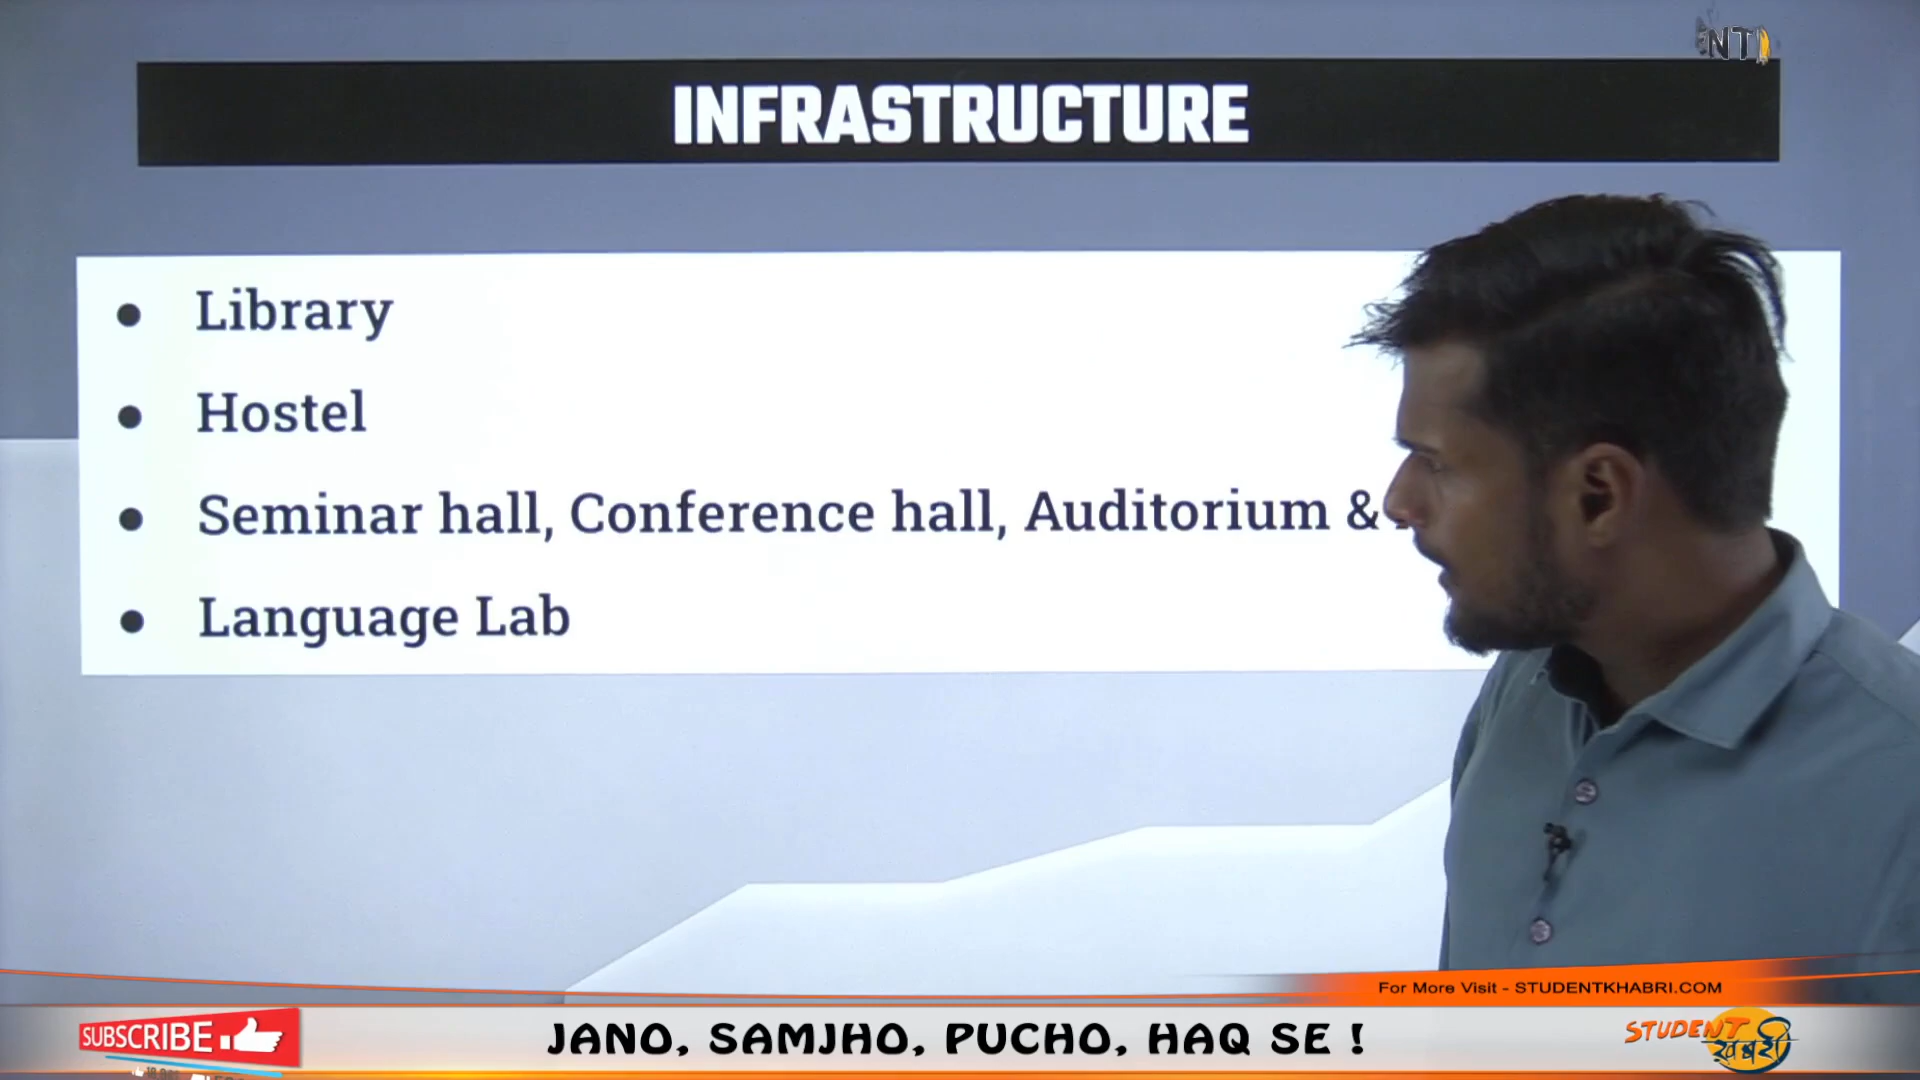 INFRASTRUCTURE
● Library
● Hostel
● Seminar hall, Conference hall, Auditorium &
● Language Lab
For More Visit - STUDENTKHABRI.COM
SUBSCRIBE
JANO, SAMJHO, PUCHO, HAQ SE !
STUDENT
खबरी